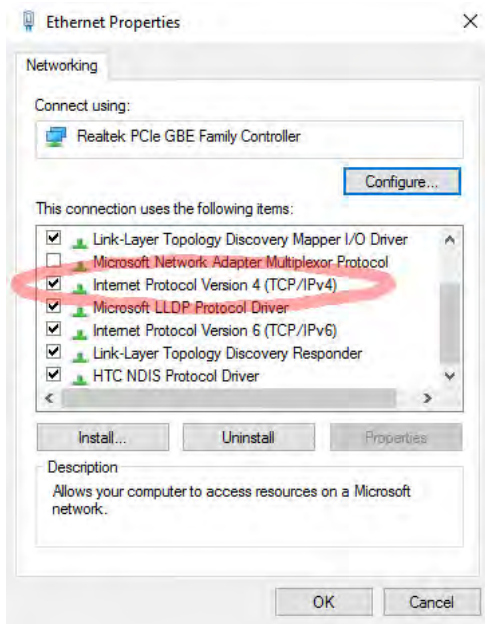 Ethernet Properties
Networking
Connect using:
Realtek PCIe GBE Family Controller
Configure...
This connection uses the following items:
Link-Layer Topology Discovery Mapper I/O Driver
Microsoft Network Adapter Multiplexor Protocol
Internet Protocol Version 4 (TCP/IPv4)
Microsoft LLDP Protocol Driver
Internet Protocol Version 6 (TCP/IPv6)
Link-Layer Topology Discovery Responder
HTC NDIS Protocol Driver
Install... Uninstall Properties
Description
Allows your computer to access resources on a Microsoft
network.
OK Cancel